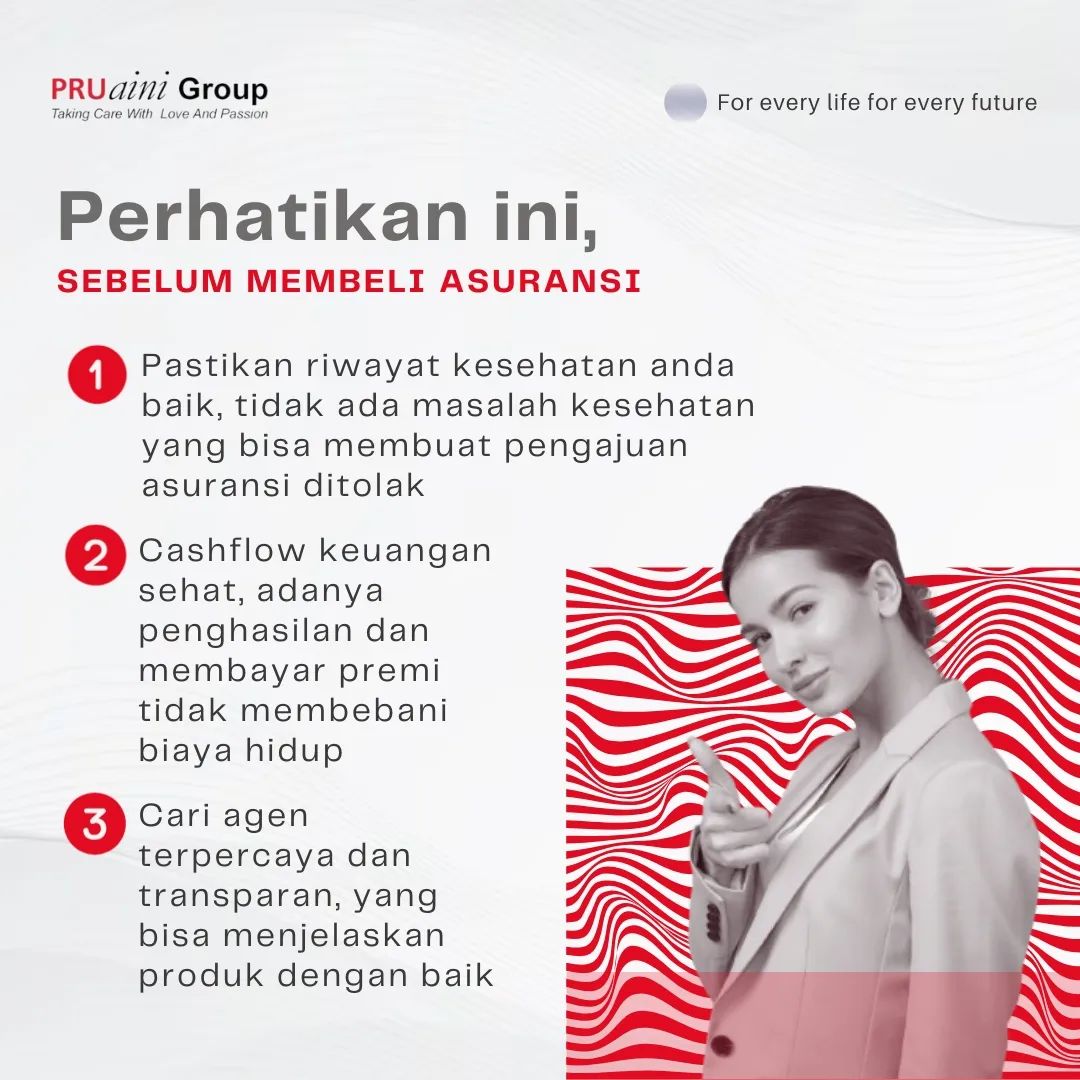 PRUaini Group
Taking Care With Love And Passion
For every life for every future
Perhatikan ini,
SEBELUM MEMBELI ASURANSI
1 Pastikan riwayat kesehatan anda
baik, tidak ada masalah kesehatan
yang bisa membuat pengajuan
asuransi ditolak
2 Cashflow keuangan
sehat, adanya
penghasilan dan
membayar premi
tidak membebani
biaya hidup
3 Cari agen
terpercaya dan
transparan, yang
bisa menjelaskan
produk dengan baik